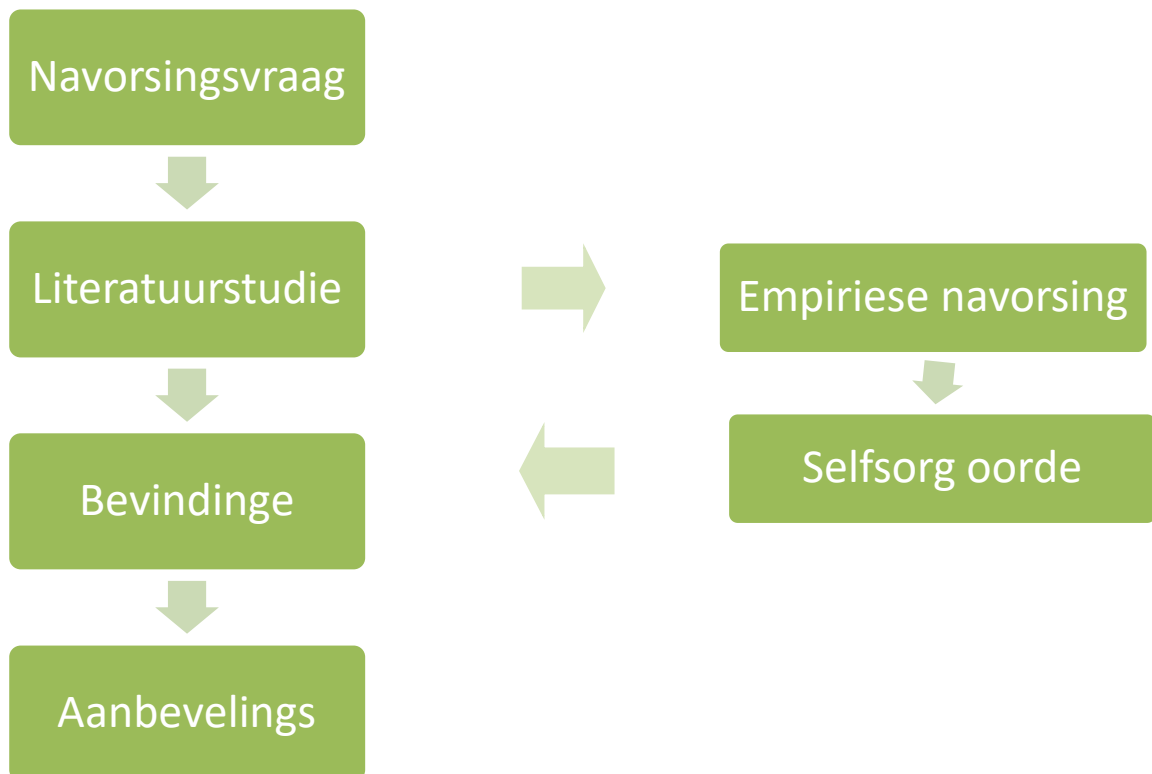 Navorsingsvraag
Literatuurstudie
Empiriese navorsing
Selfsorg oorde
Bevindinge
Aanbevelings